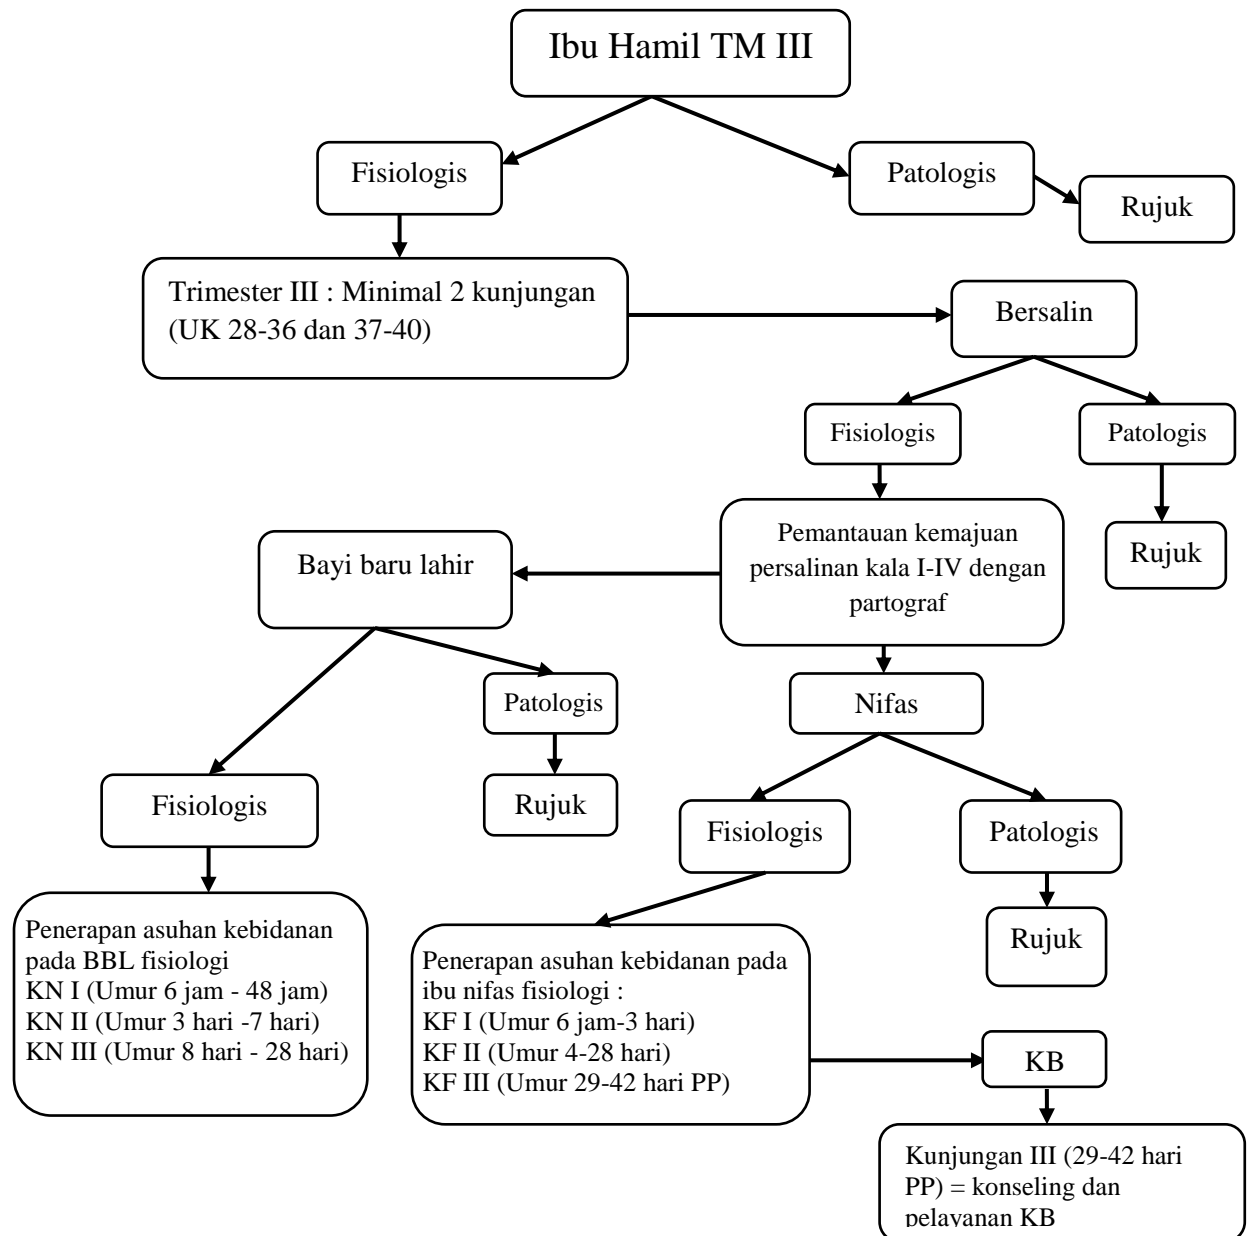 Ibu Hamil TM III
Fisiologis
Patologis
Rujuk
Trimester III : Minimal 2 kunjungan
(UK 28-36 dan 37-40)
Bersalin
Fisiologis
Patologis
Pemantauan kemajuan
persalinan kala I-IV dengan
partograf
Rujuk
Bayi baru lahir
Patologis
Nifas
Fisiologis
Rujuk
Fisiologis
Patologis
Penerapan asuhan kebidanan
pada BBL fisiologi
KN I (Umur 6 jam - 48 jam)
KN II (Umur 3 hari -7 hari)
KN III (Umur 8 hari - 28 hari)
Penerapan asuhan kebidanan pada
ibu nifas fisiologi :
KF I (Umur 6 jam-3 hari)
KF II (Umur 4-28 hari)
KF III (Umur 29-42 hari PP)
Rujuk
KB
Kunjungan III (29-42 hari
PP) = konseling dan
pelayanan KB